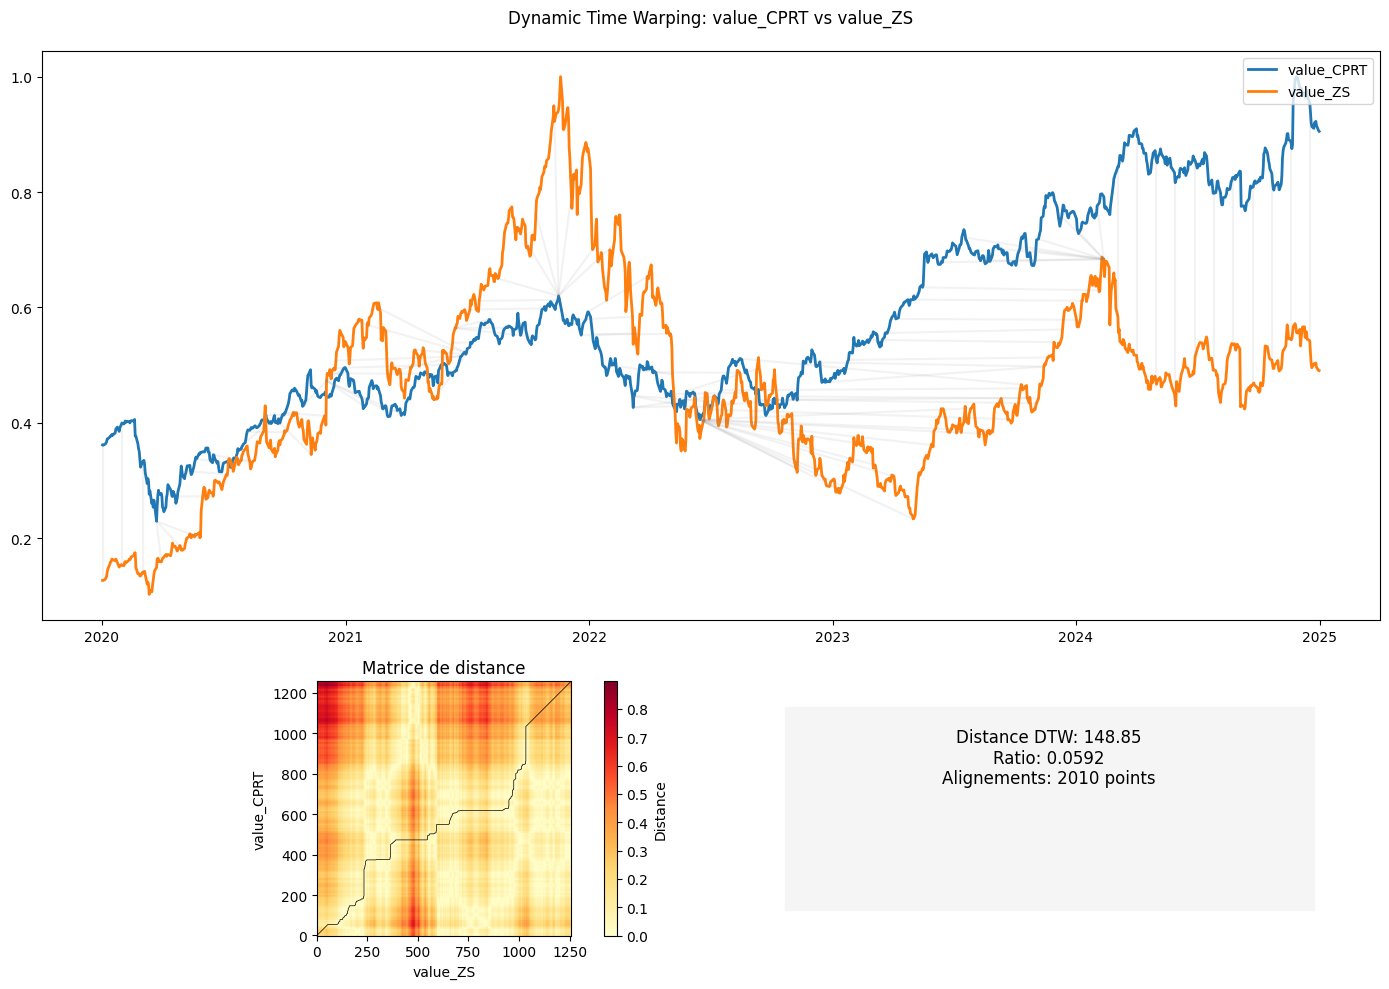 Dynamic Time Warping: value_CPRT vs value_ZS
value_CPRT
value_ZS
1.0
0.8
0.6
0.4
0.2
2020 2021 2022 2023 2024 2025
Matrice de distance
value_CPRT
1200
1000
800
600
400
200
0
0 250 500 750 1000 1250
value_ZS
0.8
0.7
0.6
0.5
0.4
0.3
0.2
0.1
0.0
Distance
Distance DTW: 148.85
Ratio: 0.0592
Alignements: 2010 points